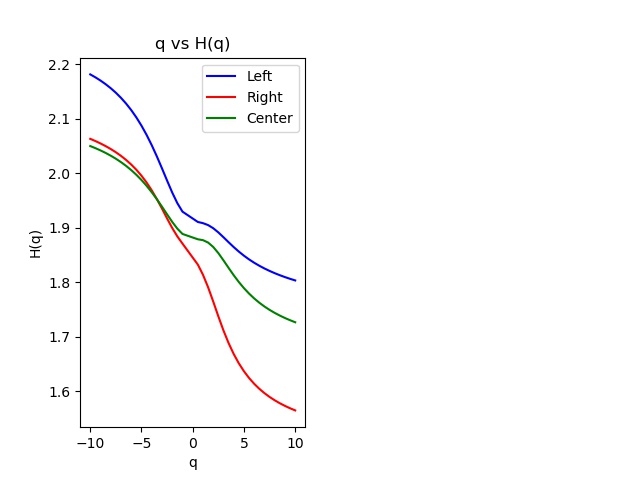 q vs H(q)
H(q)
2.2
2.1
2.0
1.9
1.8
1.7
1.6
Left
Right
Center
−10 −5 0 5 10
q